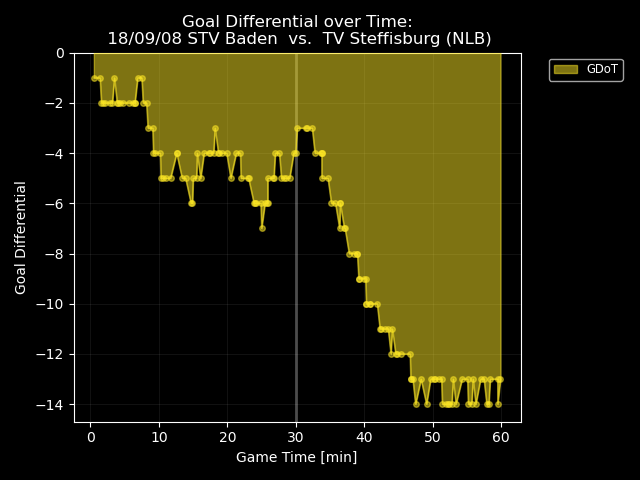 Goal Differential over Time:
18/09/08 STV Baden  vs.  TV Steffisburg (NLB)
GDoT
Goal Differential
0
−2
−4
−6
−8
−10
−12
−14
0 10 20 30 40 50 60
Game Time [min]